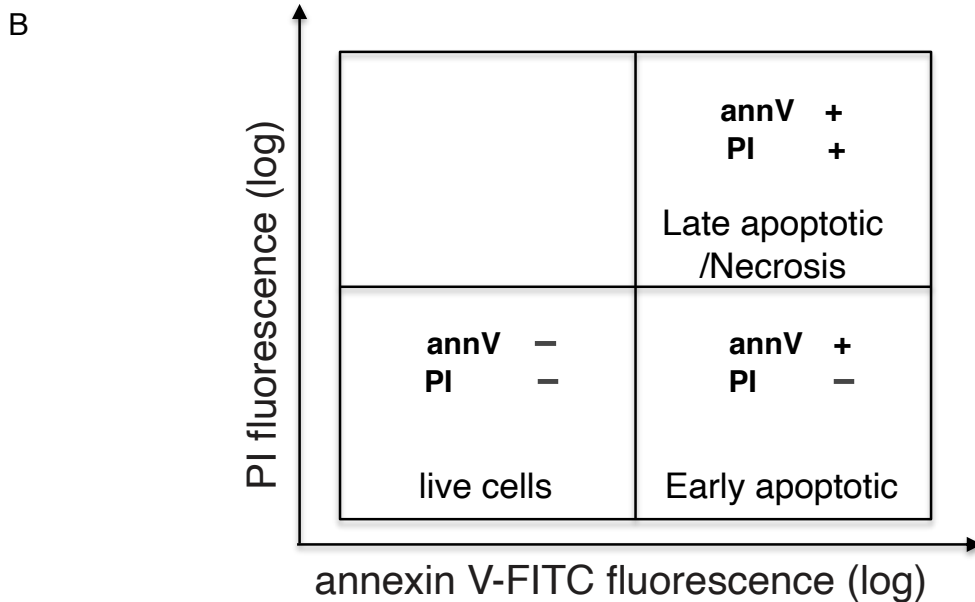 B
PI fluorescence (log)
annV +
PI +
Late apoptotic
/Necrosis
annV −
PI −
live cells
annV +
PI −
Early apoptotic
annexin V-FITC fluorescence (log)